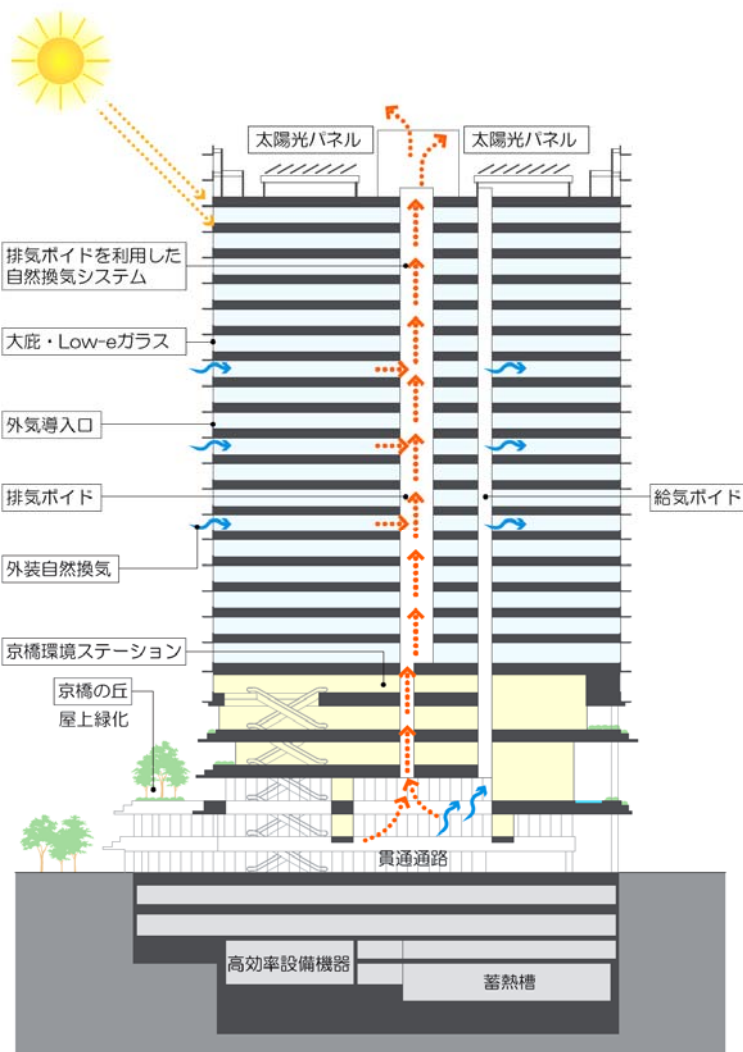 太陽光パネル
太陽光パネル
排気ボイドを利用した
自然換気システム
大庇・Low-eガラス
外気導入口
排気ボイド
給気ボイド
外装自然換気
京橋環境ステーション
京橋の丘
屋上緑化
貫通通路
高効率設備機器
蓄熱槽